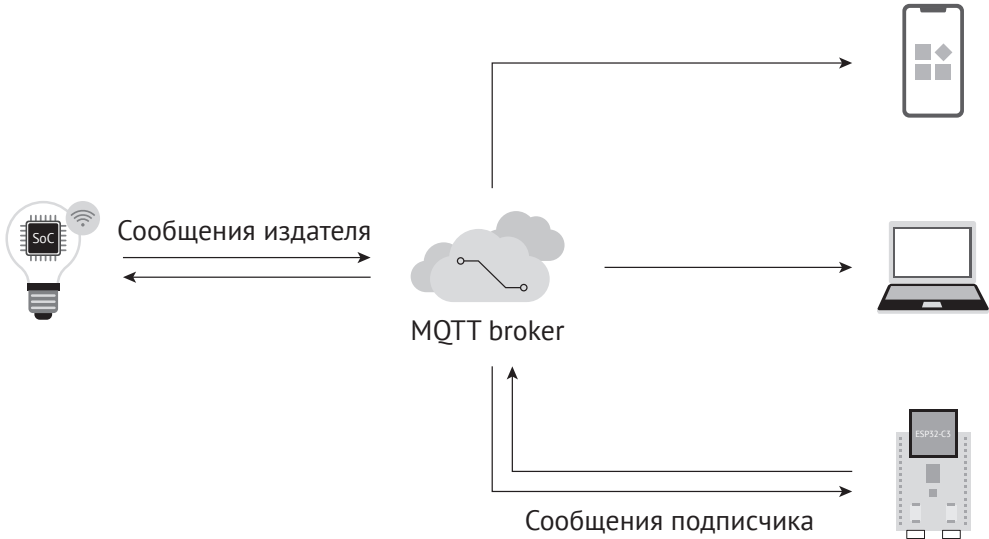 SoC
Сообщения издателя
MQTT broker
ESP32-C3
Сообщения подписчика